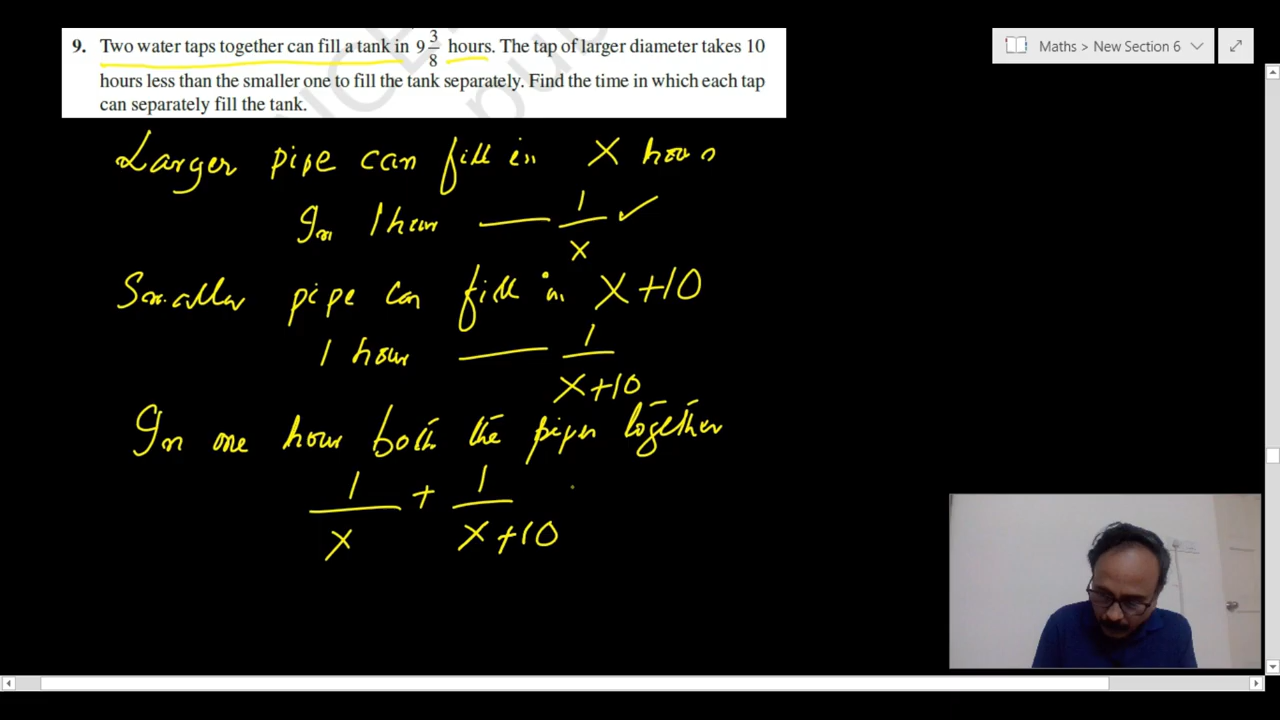 Maths > New Section 6
9. Two water taps together can fill a tank in 9 3/8 hours. The tap of larger diameter takes 10
hours less than the smaller one to fill the tank separately. Find the time in which each tap
can separately fill the tank.
Larger pipe can fill in x hours
In 1 hour — 1/x ✓
Smaller pipe can fill in x+10
1 hour — 1/(x+10)
In one hour both the pipes together
1/x + 1/(x+10)